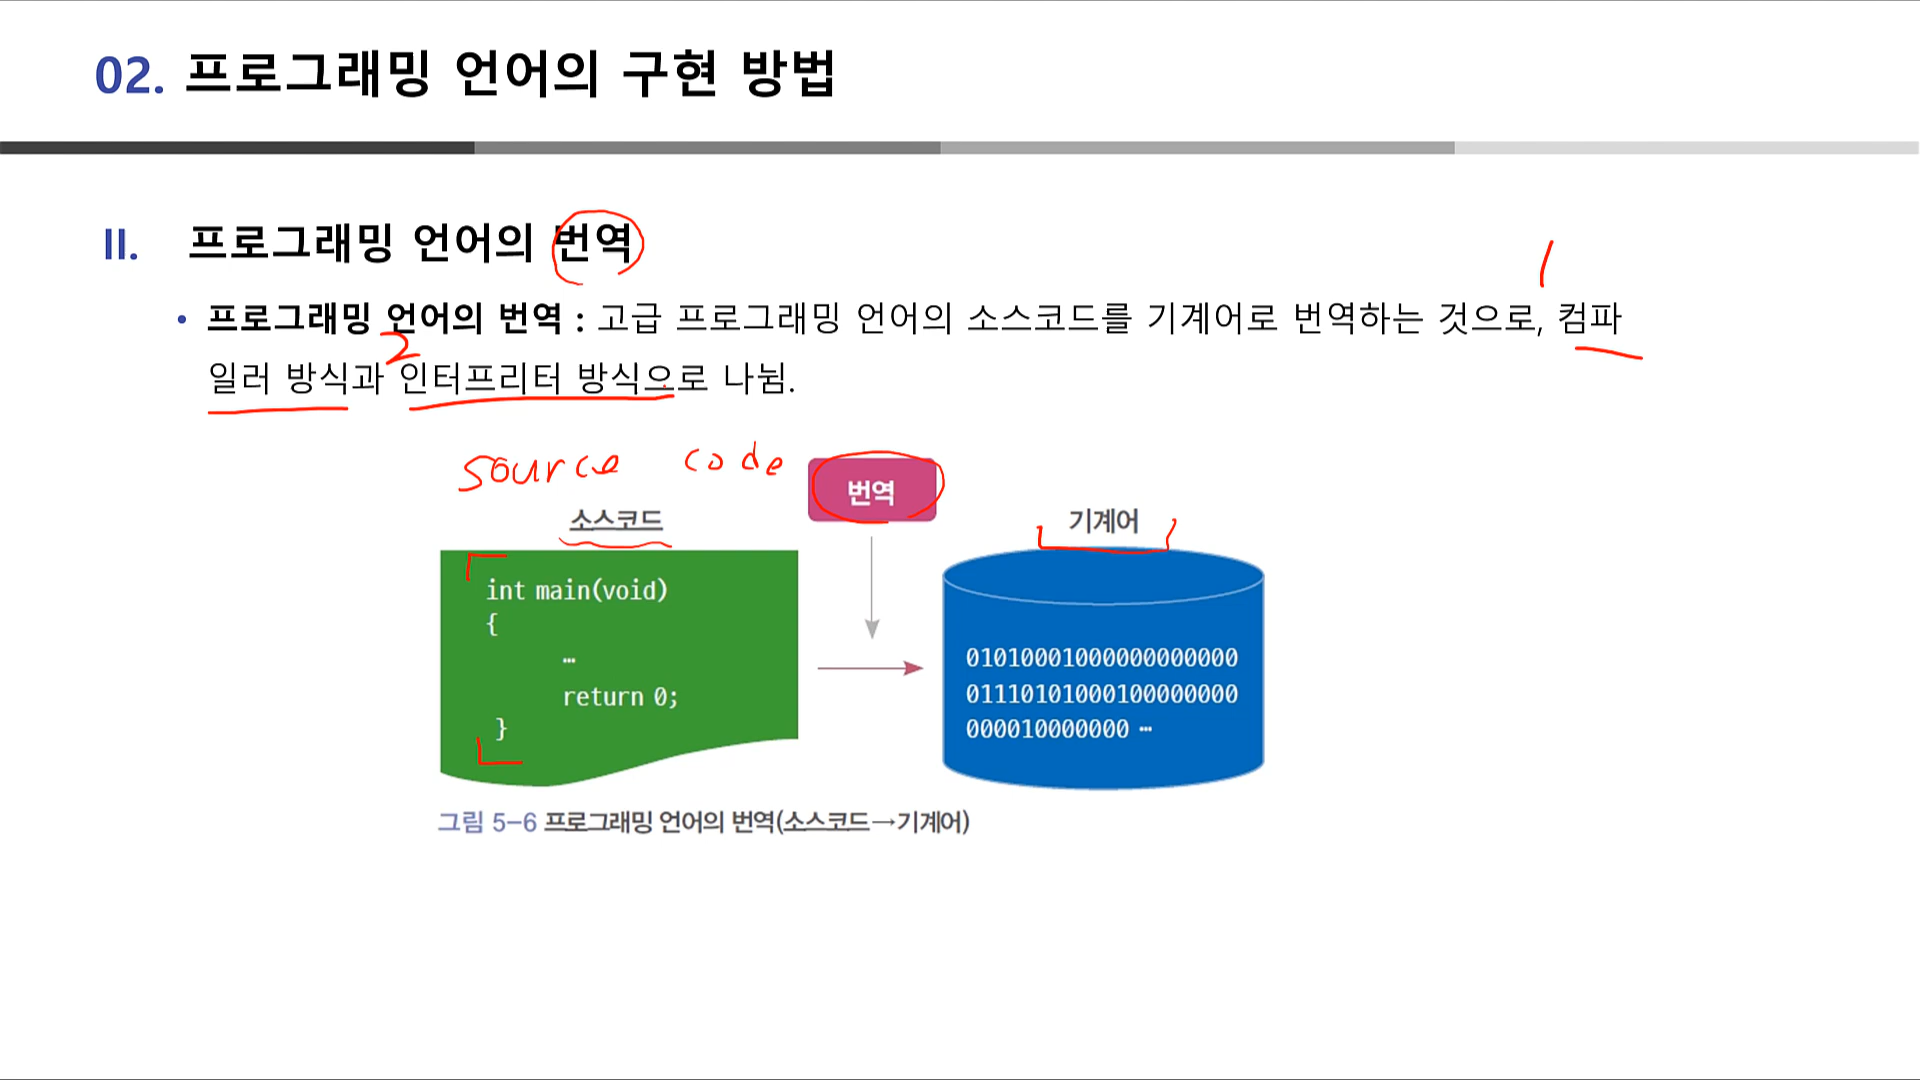 02. 프로그래밍 언어의 구현 방법
II. 프로그래밍 언어의 번역
1
• 프로그래밍 언어의 번역 : 고급 프로그래밍 언어의 소스코드를 기계어로 번역하는 것으로, 컴파
2
일러 방식과 인터프리터 방식으로 나뉨.
source code
번역
소스코드
기계어
int main(void)
{
…
return 0;
}
01010001000000000000
01110101000100000000
000010000000 …
그림 5-6 프로그래밍 언어의 번역(소스코드→기계어)